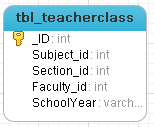 tbl_teacherclass
_ID: int
Subject_id: int
Section_id: int
Faculty_id: int
SchoolYear: varch...